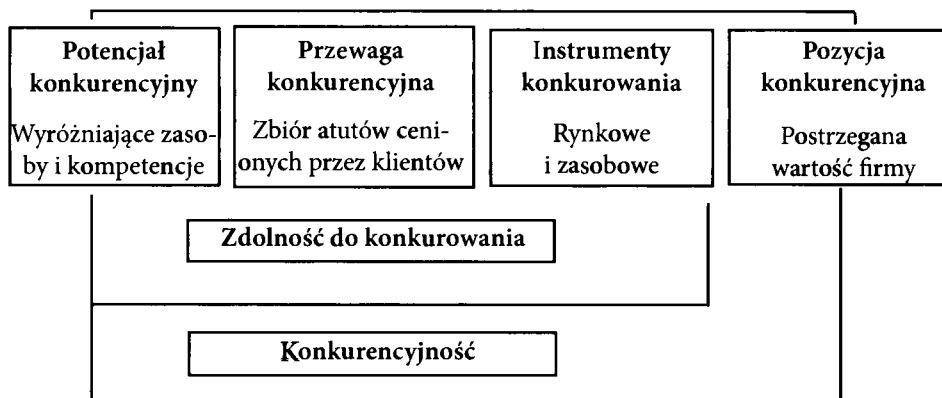 Potencjał
konkurencyjny
Wyróżniające zaso-
by i kompetencje
Przewaga
konkurencyjna
Zbiór atutów ceni-
onych przez klientów
Instrumenty
konkurowania
Rynkowe
i zasobowe
Pozycja
konkurencyjna
Postrzegana
wartość firmy
Zdolność do konkurowania
Konkurencyjność